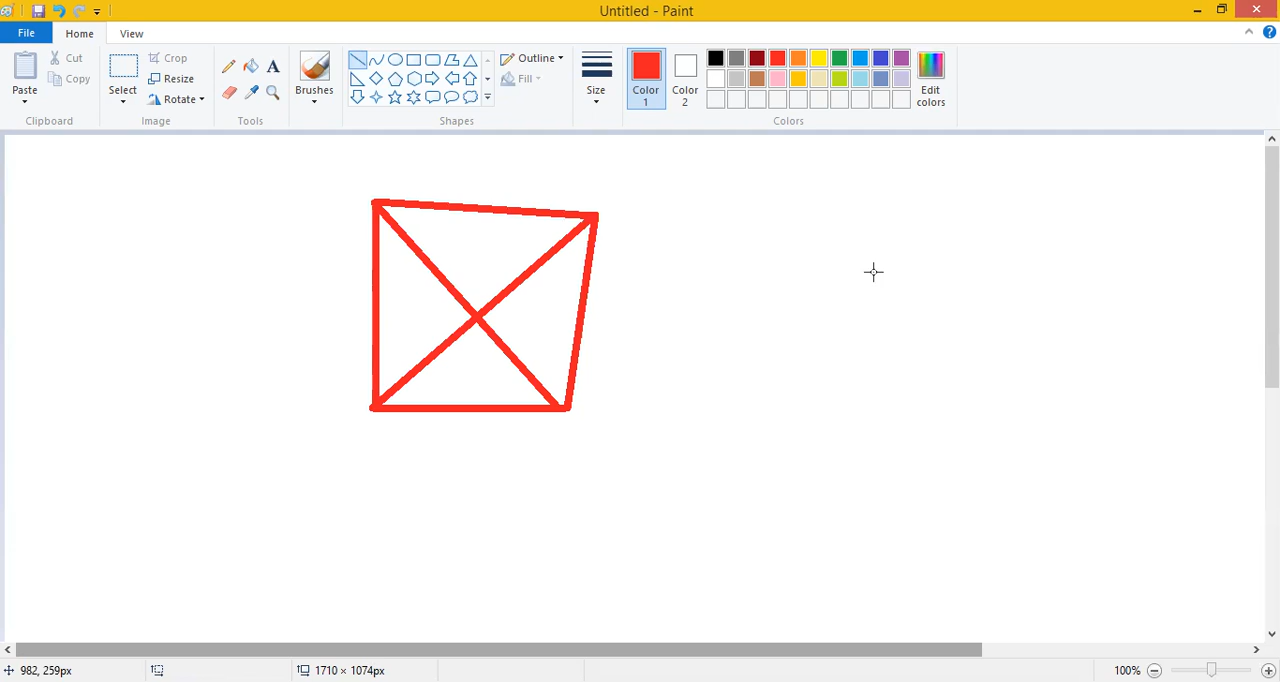 Untitled - Paint
File Home View
Paste
Cut
Copy
Clipboard
Select
Crop
Resize
Rotate
Image
A
Tools
Brushes
Outline
Fill
Shapes
Size
Color 1
Color 2
Edit colors
Colors
982, 259px
1710 × 1074px
100%